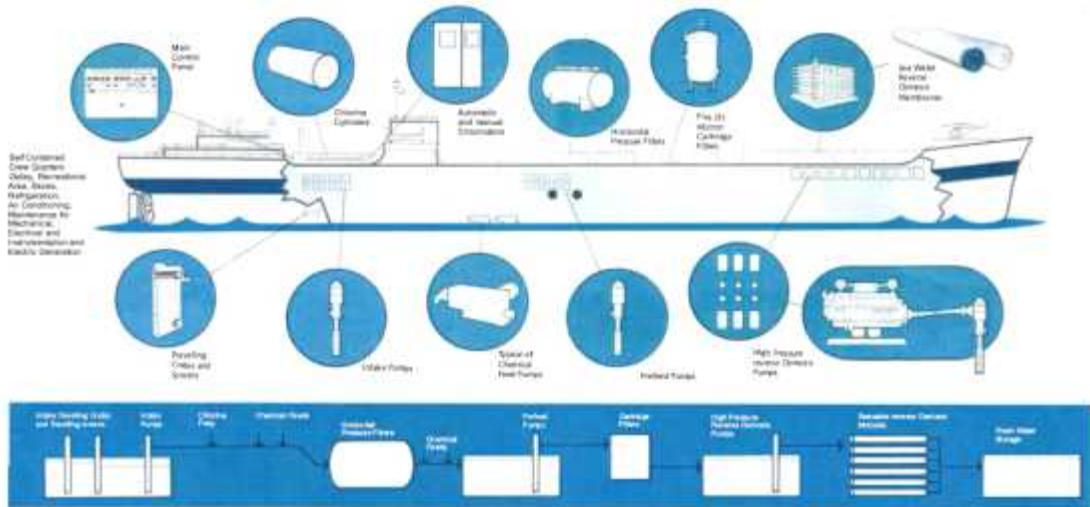 Main
Control
Panel
Chlorine
Cylinders
Automatic
and Manual
Chlorinators
Horizontal
Pressure Filters
Five (5)
Micron
Cartridge
Filters
Sea Water
Reverse
Osmosis
Membranes
Self Contained
Crew Quarters
Galley, Recreational
Area, Stores,
Refrigeration,
Air Conditioning,
Maintenance for
Mechanical,
Electrical and
Instrumentation and
Electric Generation
Travelling
Crabs and
Screens
Intake Pumps
Typical of
Chemical
Feed Pumps
Prefeed Pumps
High Pressure
reverse Osmosis
Pumps
Intake Travelling
and Travelling Screens
Intake
Pumps
Chlorine
Feed
Chemical Feeds
Horizontal
Pressure Filters
Chemical
Feeds
Prefeed
Pumps
Cartridge
Filters
High Pressure
Reverse Osmosis
Pumps
Reverse Osmosis
Modules
Fresh Water
Storage